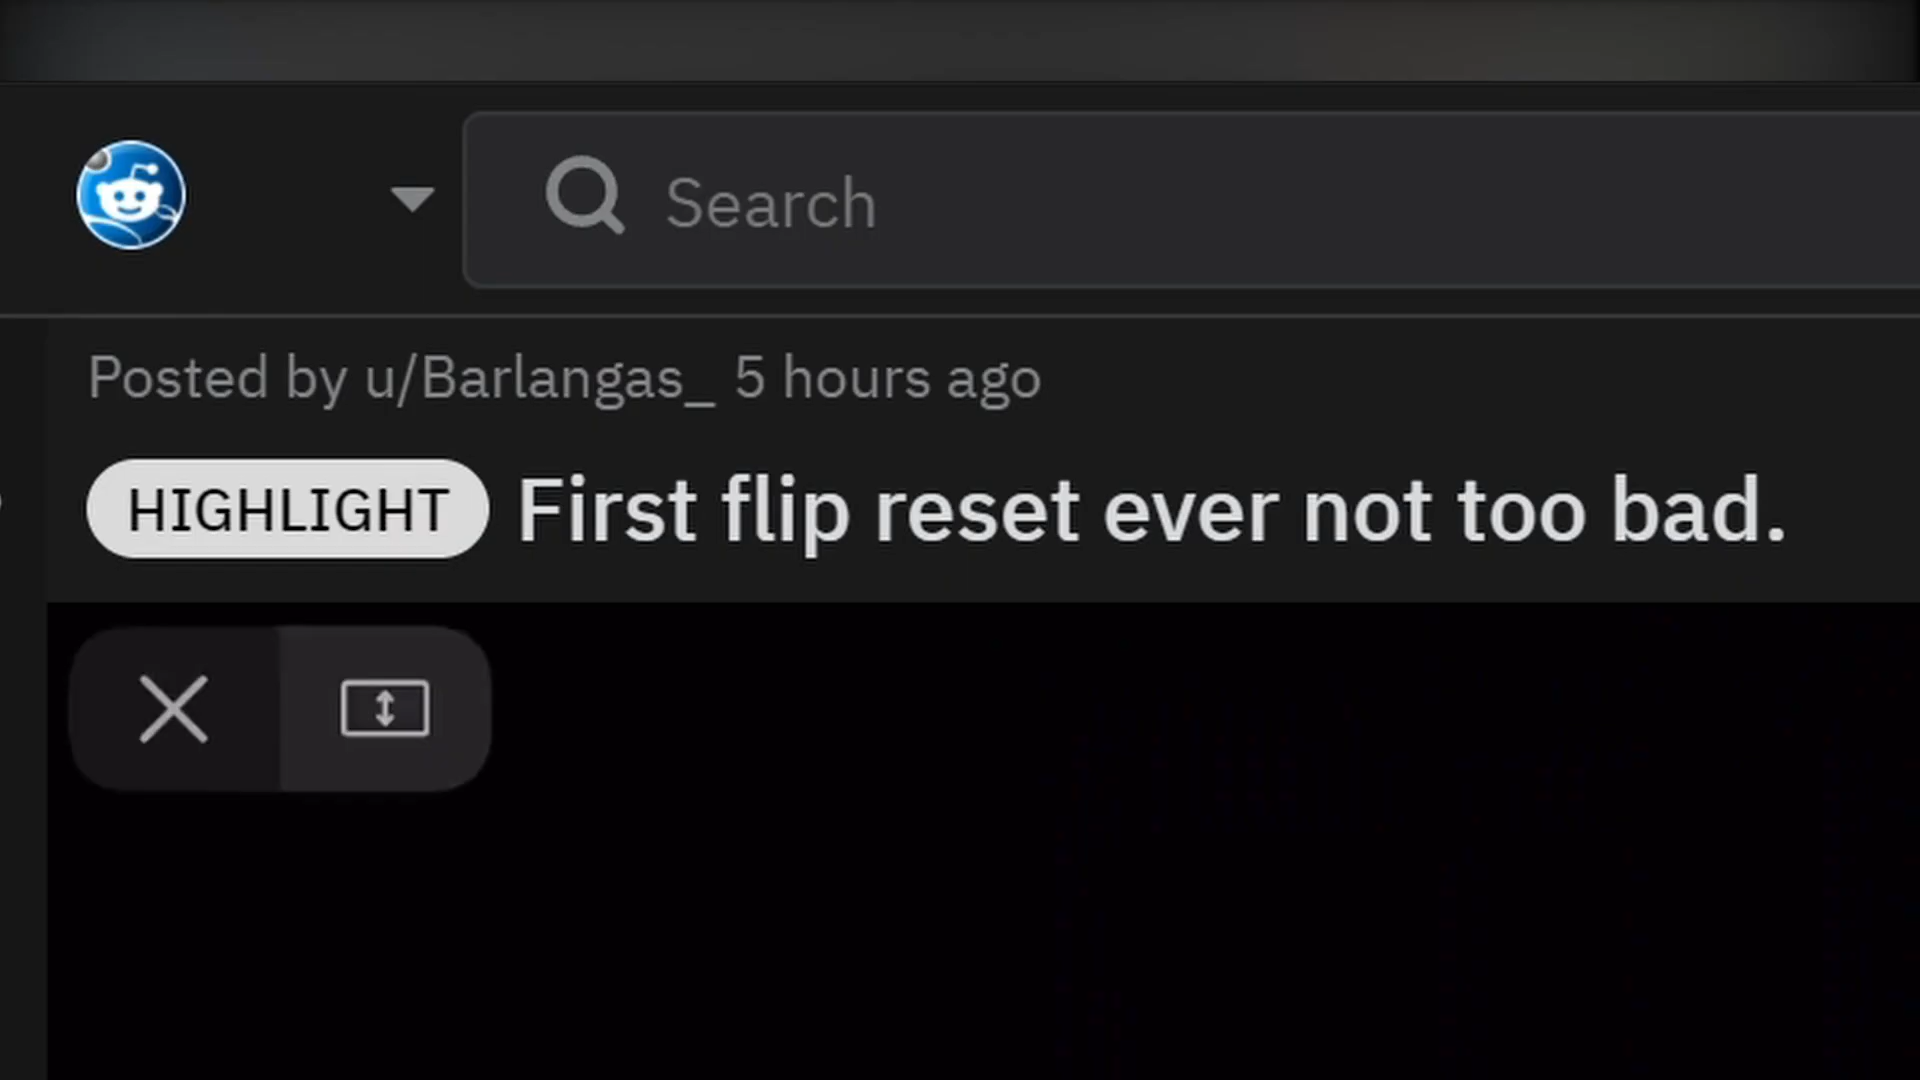 Search
Posted by u/Barlangas_ 5 hours ago
HIGHLIGHT First flip reset ever not too bad.